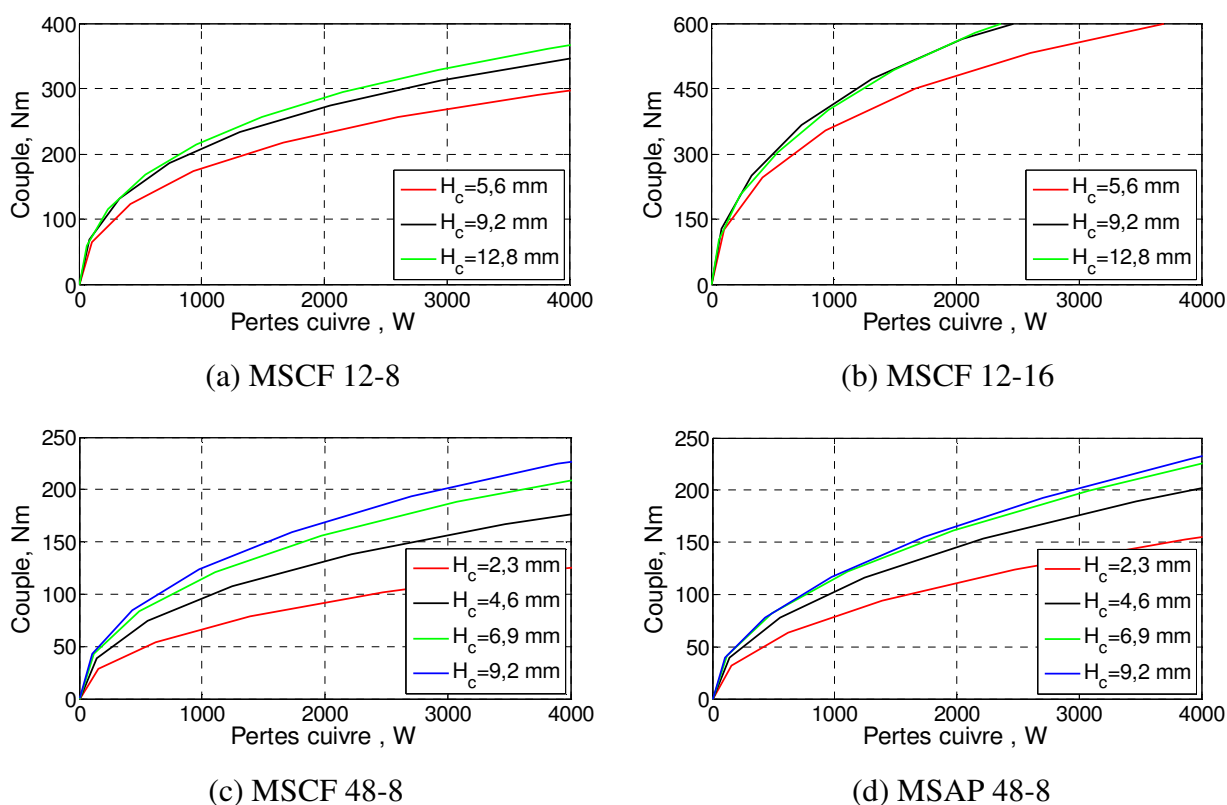 400
300
200
100
0
Couple, Nm
0 1000 2000 3000 4000
Pertes cuivre , W
H_c=5,6 mm
H_c=9,2 mm
H_c=12,8 mm
(a) MSCF 12-8
600
450
300
150
0
Couple, Nm
0 1000 2000 3000 4000
Pertes cuivre , W
H_c=5,6 mm
H_c=9,2 mm
H_c=12,8 mm
(b) MSCF 12-16
250
200
150
100
50
0
Couple, Nm
0 1000 2000 3000 4000
Pertes cuivre , W
H_c=2,3 mm
H_c=4,6 mm
H_c=6,9 mm
H_c=9,2 mm
(c) MSCF 48-8
250
200
150
100
50
0
Couple, Nm
0 1000 2000 3000 4000
Pertes cuivre , W
H_c=2,3 mm
H_c=4,6 mm
H_c=6,9 mm
H_c=9,2 mm
(d) MSAP 48-8